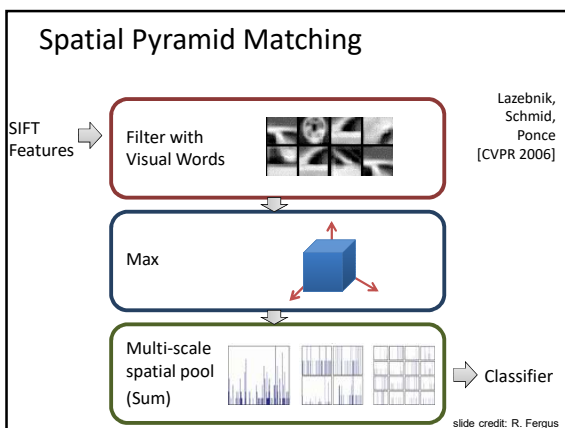 Spatial Pyramid Matching
SIFT
Features
Filter with
Visual Words
Lazebnik,
Schmid,
Ponce
[CVPR 2006]
Max
Multi-scale
spatial pool
(Sum)
Classifier
slide credit: R. Fergus